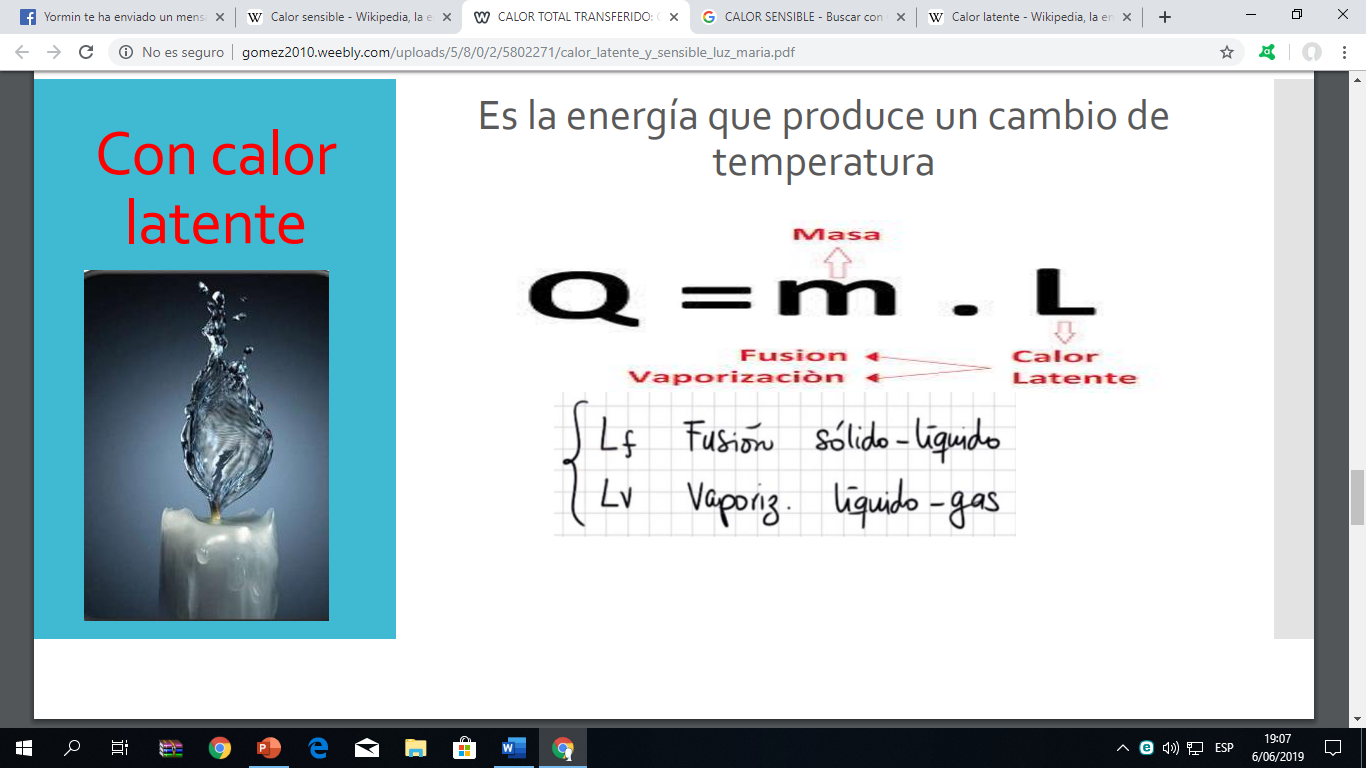 Yormin te ha enviado un mens
Calor sensible - Wikipedia, la e
CALOR TOTAL TRANSFERIDO: C
CALOR SENSIBLE - Buscar con
Calor latente - Wikipedia, la en
No es seguro
gomez2010.weebly.com/uploads/5/8/0/2/5802271/calor_latente_y_sensible_luz_maria.pdf
Con calor
latente
Es la energía que produce un cambio de
temperatura
Masa
Q = m . L
Fusion
Vaporizaciòn
Calor
Latente
Lf Fusión sólido-líquido
Lv Vaporiz. líquido-gas
ESP
19:07
6/06/2019